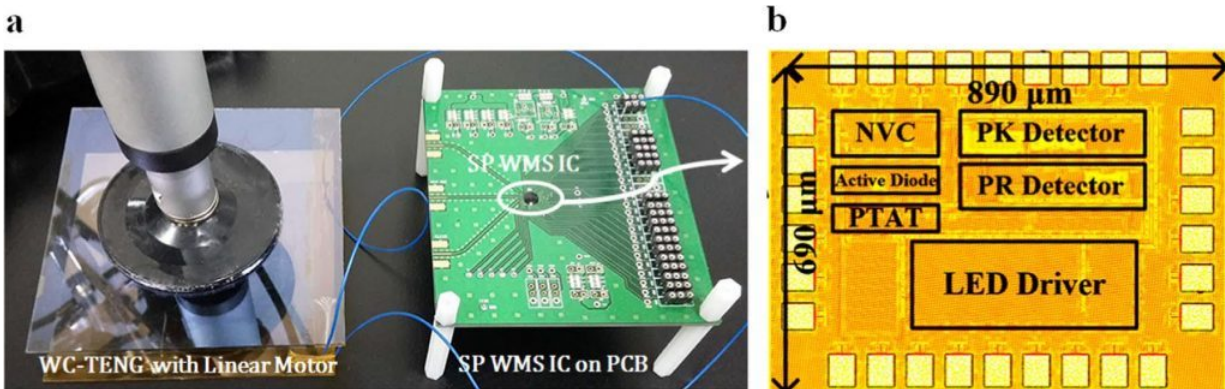 a
SP WMS IC
WC-TENG with Linear Motor
SP WMS IC on PCB
b
890 μm
690 μm
NVC
PK Detector
Active Diode
PR Detector
PTAT
LED Driver